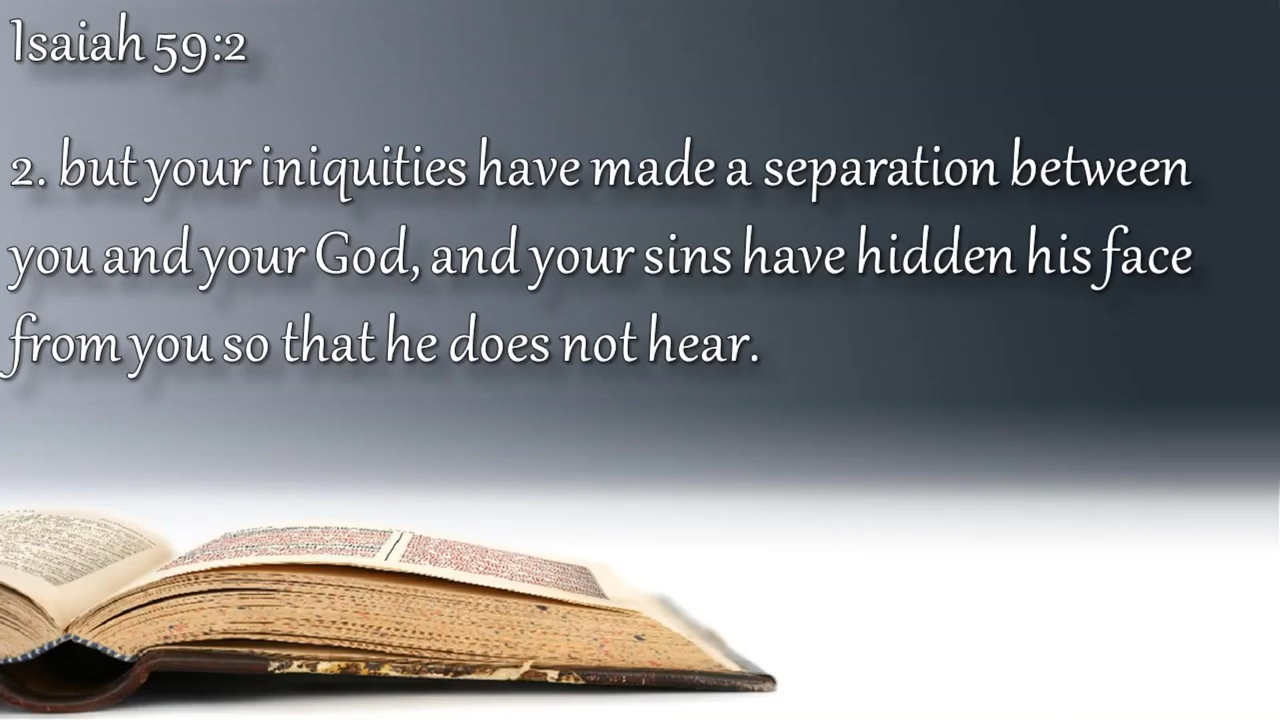 Isaiah 59:2
2. but your iniquities have made a separation between
you and your God, and your sins have hidden his face
from you so that he does not hear.